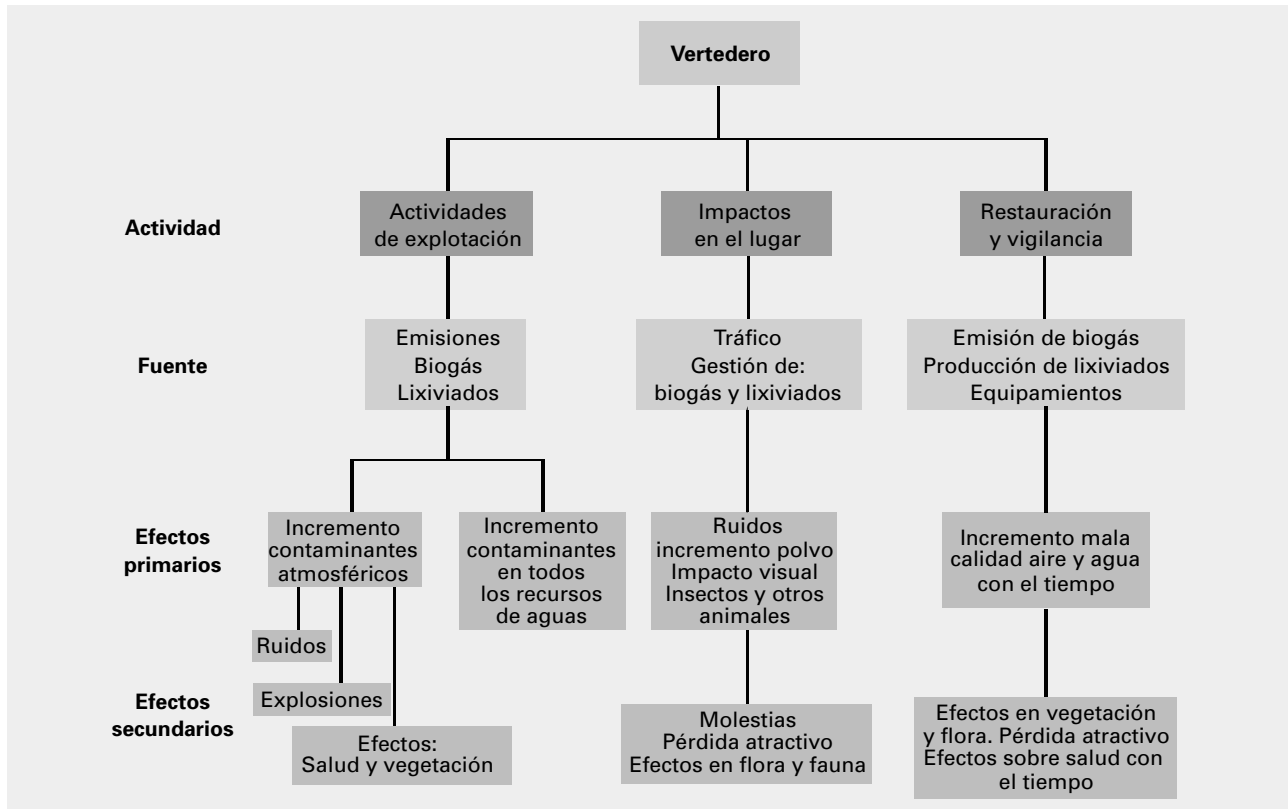 Vertedero
Actividad
Actividades
de explotación
Impactos
en el lugar
Restauración
y vigilancia
Fuente
Emisiones
Biogás
Lixiviados
Tráfico
Gestión de:
biogás y lixiviados
Emisión de biogás
Producción de lixiviados
Equipamientos
Efectos
primarios
Incremento
contaminantes
atmosféricos
Incremento
contaminantes
en todos
los recursos
de aguas
Ruidos
incremento polvo
Impacto visual
Insectos y otros
animales
Incremento mala
calidad aire y agua
con el tiempo
Efectos
secundarios
Ruidos
Explosiones
Efectos:
Salud y vegetación
Molestias
Pérdida atractivo
Efectos en flora y fauna
Efectos en vegetación
y flora. Pérdida atractivo
Efectos sobre salud con
el tiempo